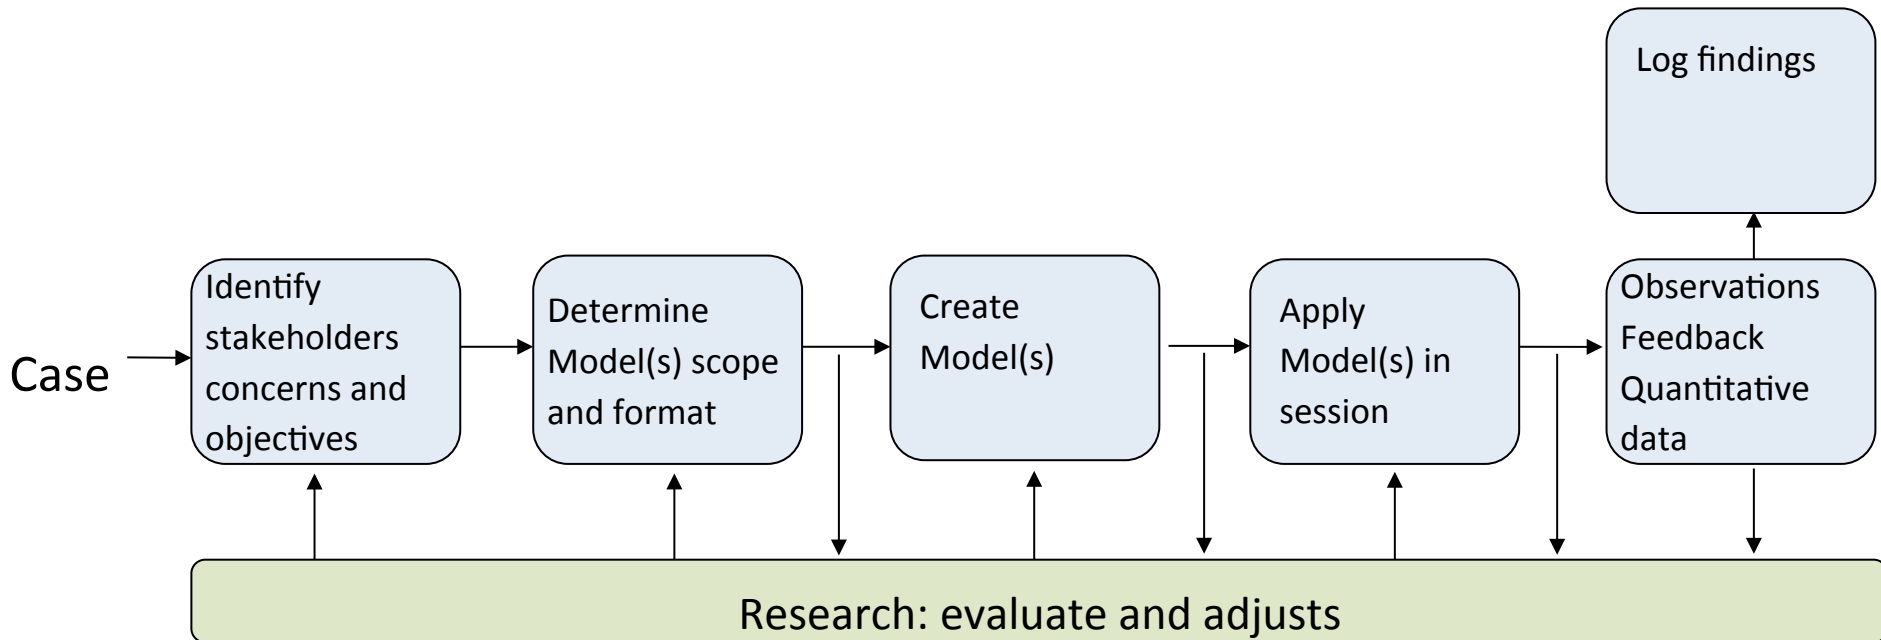 Log findings
Case
Identify
stakeholders
concerns and
objectives
Determine
Model(s) scope
and format
Create
Model(s)
Apply
Model(s) in
session
Observations
Feedback
Quantitative
data
Research: evaluate and adjusts